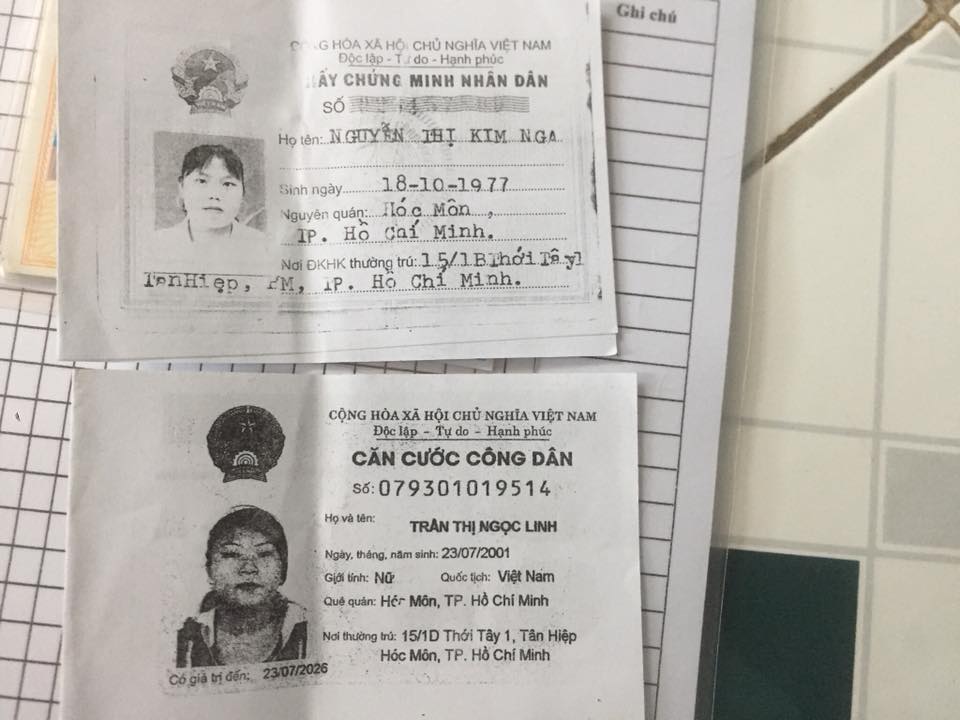 Ghi chú
CỘNG HÒA XÃ HỘI CHỦ NGHĨA VIỆT NAM
Độc lập - Tự do - Hạnh phúc
GIẤY CHỨNG MINH NHÂN DÂN
SỐ
Họ tên: NGUYỄN THỊ KIM NGA
Sinh ngày 18-10-1977
Nguyên quán: Hóc Môn,
TP. Hồ Chí Minh.
Nơi ĐKHK thường trú: 15/1B Thới Tây 1
Tân Hiệp, HM, TP. Hồ Chí Minh.
CỘNG HÒA XÃ HỘI CHỦ NGHĨA VIỆT NAM
Độc lập - Tự do - Hạnh phúc
CĂN CƯỚC CÔNG DÂN
Số: 079301019514
Họ và tên:
TRẦN THỊ NGỌC LINH
Ngày, tháng, năm sinh: 23/07/2001
Giới tính: Nữ Quốc tịch: Việt Nam
Quê quán: Hóc Môn, TP. Hồ Chí Minh
Nơi thường trú: 15/1D Thới Tây 1, Tân Hiệp
Hóc Môn, TP. Hồ Chí Minh
Có giá trị đến: 23/07/2026